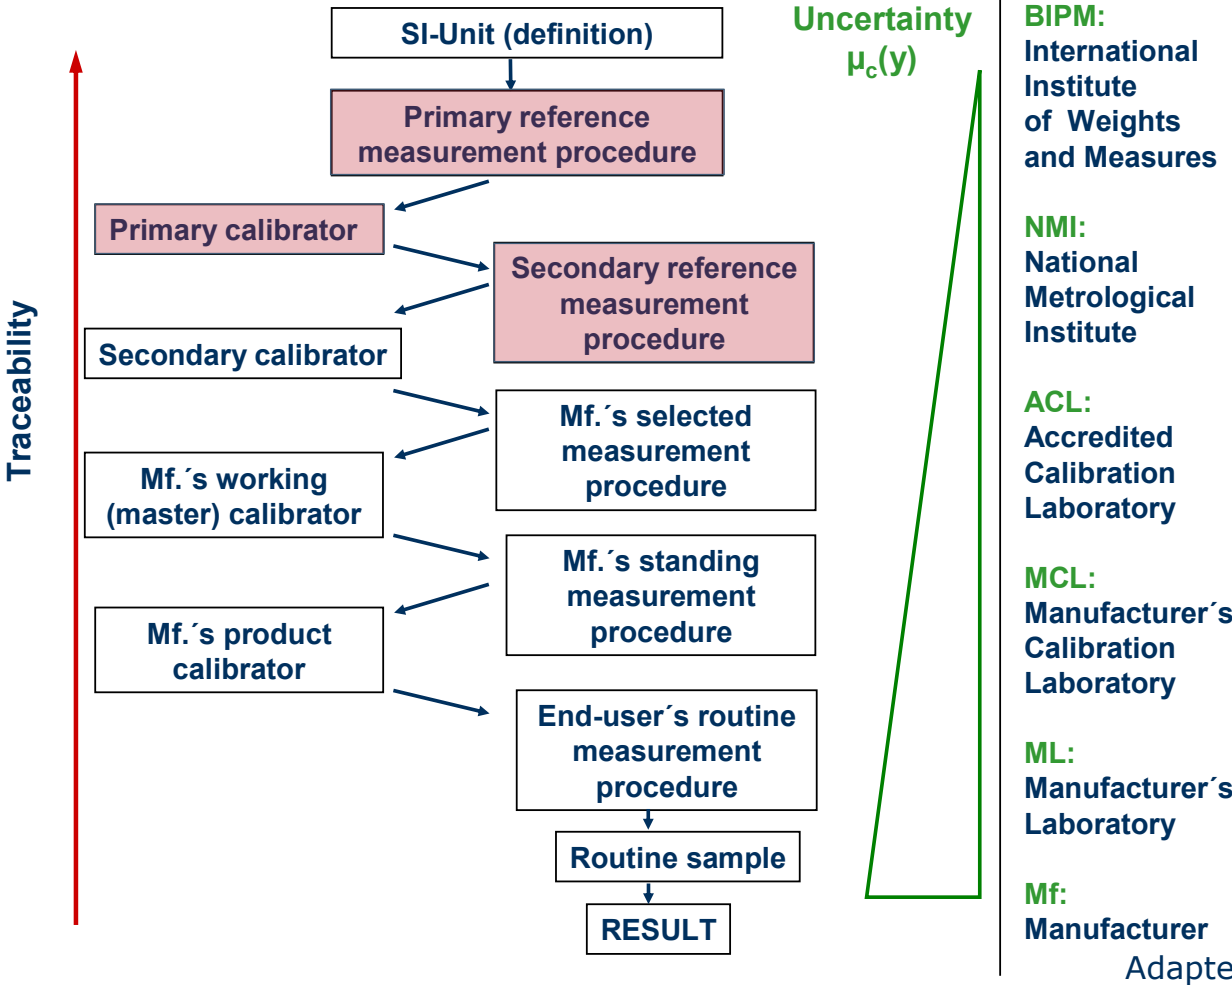 SI-Unit (definition)
Primary reference
measurement procedure
Primary calibrator
Secondary reference
measurement
procedure
Secondary calibrator
Mf.´s selected
measurement
procedure
Mf.´s working
(master) calibrator
Mf.´s standing
measurement
procedure
Mf.´s product
calibrator
End-user´s routine
measurement
procedure
Routine sample
RESULT
Traceability
Uncertainty
µc(y)
BIPM:
International
Institute
of Weights
and Measures
NMI:
National
Metrological
Institute
ACL:
Accredited
Calibration
Laboratory
MCL:
Manufacturer´s
Calibration
Laboratory
ML:
Manufacturer´s
Laboratory
Mf:
Manufacturer
Adapte